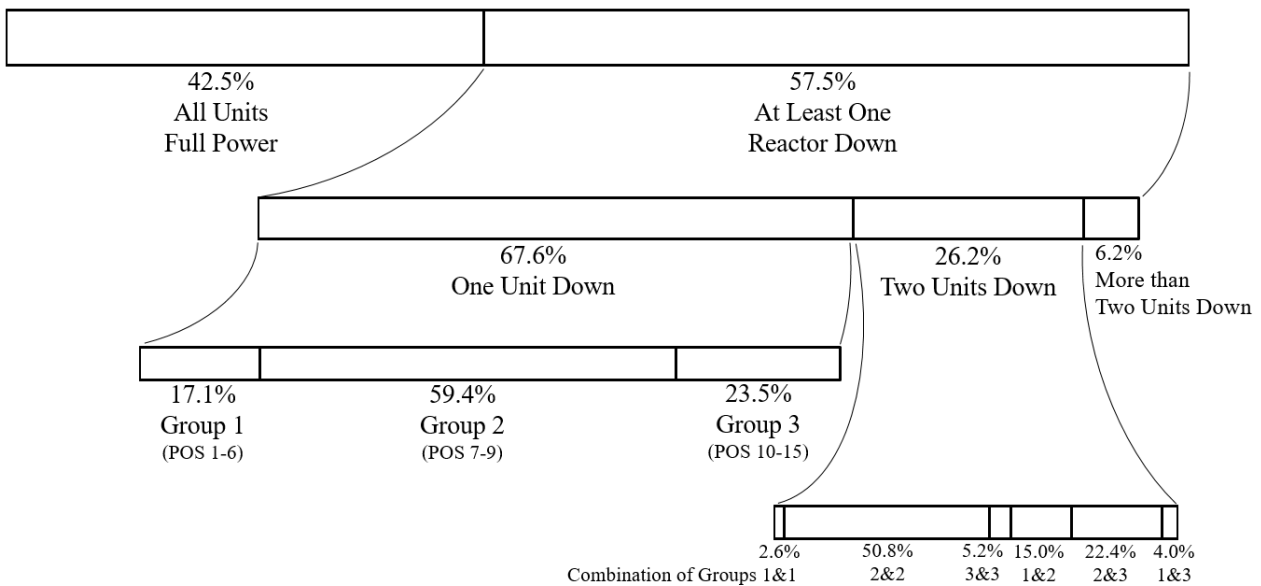 42.5%
All Units
Full Power
57.5%
At Least One
Reactor Down
67.6%
One Unit Down
26.2%
Two Units Down
6.2%
More than
Two Units Down
17.1%
Group 1
(POS 1-6)
59.4%
Group 2
(POS 7-9)
23.5%
Group 3
(POS 10-15)
2.6% 50.8% 5.2% 15.0% 22.4% 4.0%
Combination of Groups 1&1 2&2 3&3 1&2 2&3 1&3